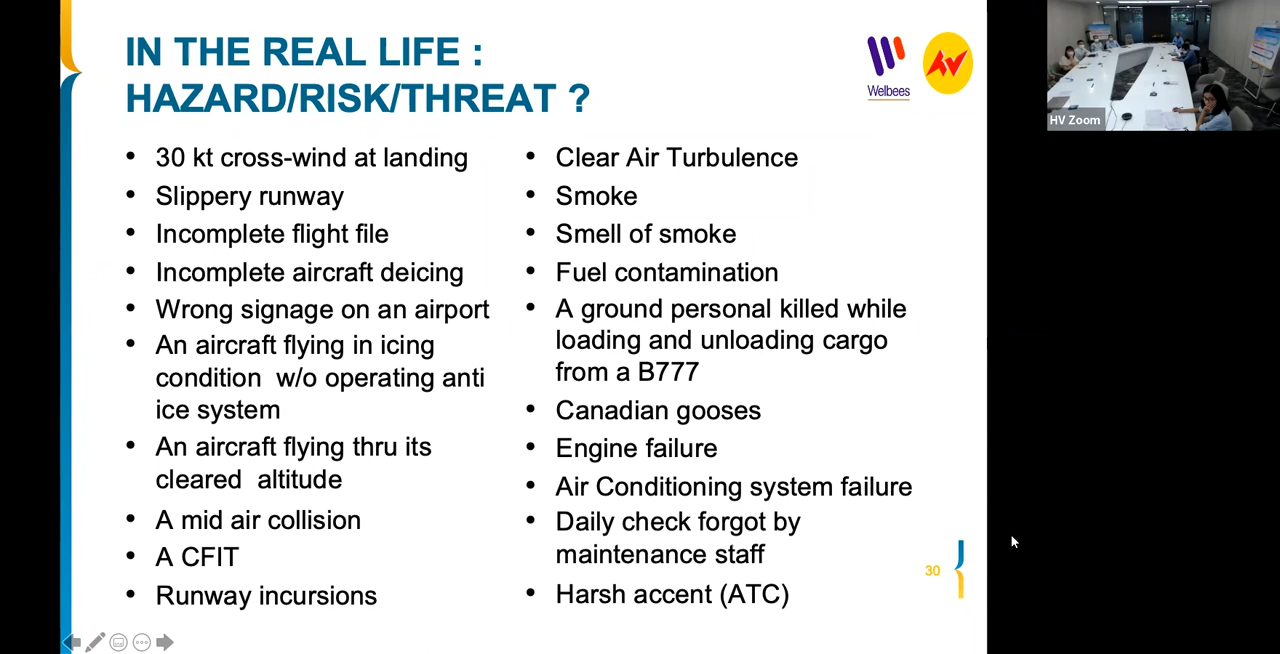 IN THE REAL LIFE :
HAZARD/RISK/THREAT ?
Welbees
HV Zoom
• 30 kt cross-wind at landing
• Slippery runway
• Incomplete flight file
• Incomplete aircraft deicing
• Wrong signage on an airport
• An aircraft flying in icing
condition w/o operating anti
ice system
• An aircraft flying thru its
cleared altitude
• A mid air collision
• A CFIT
• Runway incursions
• Clear Air Turbulence
• Smoke
• Smell of smoke
• Fuel contamination
• A ground personal killed while
loading and unloading cargo
from a B777
• Canadian gooses
• Engine failure
• Air Conditioning system failure
• Daily check forgot by
maintenance staff
• Harsh accent (ATC)
30